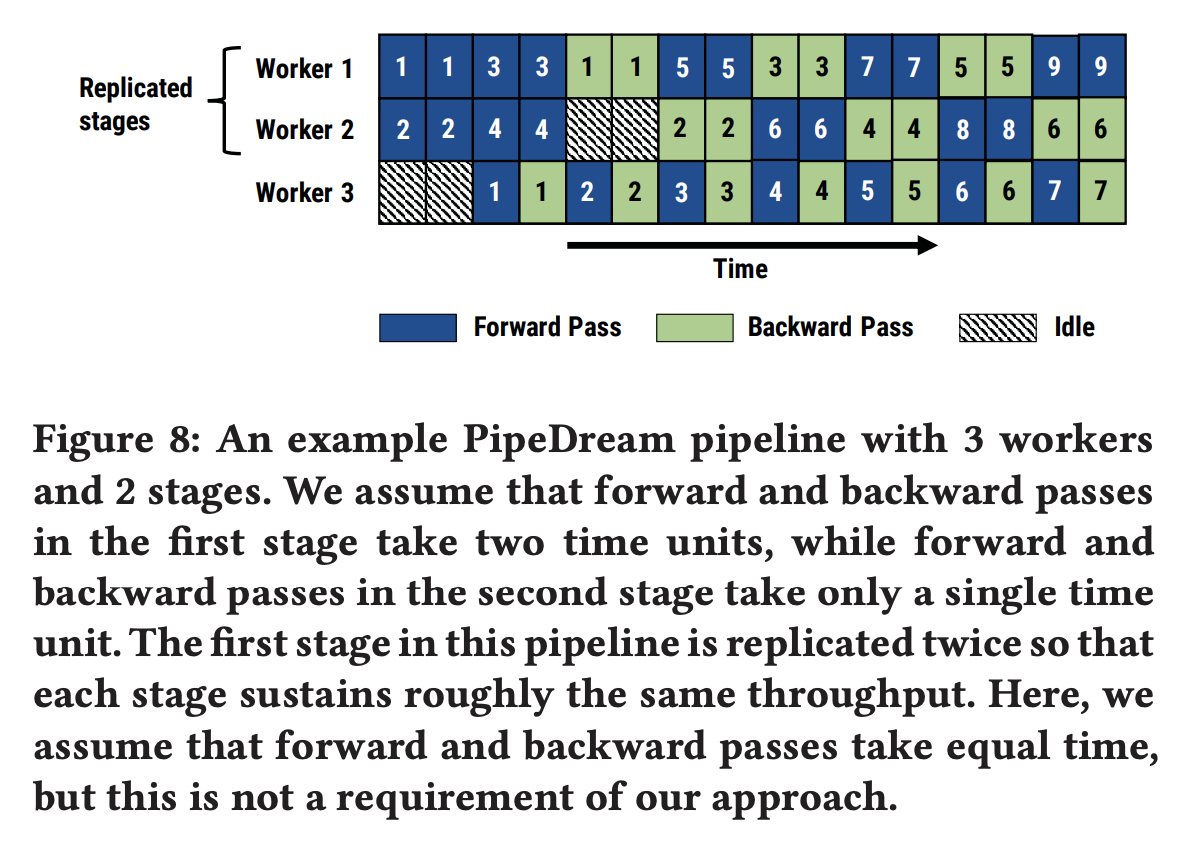 Replicated
stages
Worker 1
1 1 3 3 1 1 5 5 3 3 7 7 5 5 9 9
Worker 2
2 2 4 4 2 2 6 6 4 4 8 8 6 6
Worker 3
1 1 2 2 3 3 4 4 5 5 6 6 7 7
Time
Forward Pass
Backward Pass
Idle
Figure 8: An example PipeDream pipeline with 3 workers
and 2 stages. We assume that forward and backward passes
in the first stage take two time units, while forward and
backward passes in the second stage take only a single time
unit. The first stage in this pipeline is replicated twice so that
each stage sustains roughly the same throughput. Here, we
assume that forward and backward passes take equal time,
but this is not a requirement of our approach.